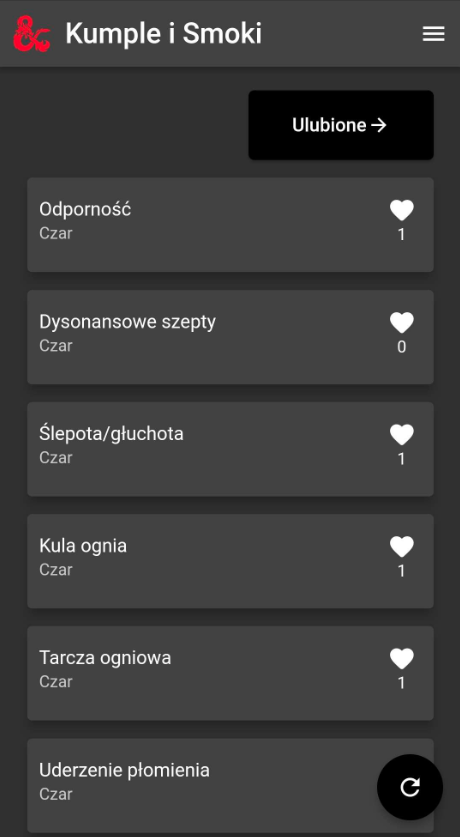 Kumple i Smoki
Ulubione
Odporność
Czar
1
Dysonansowe szepty
Czar
0
Ślepota/głuchota
Czar
1
Kula ognia
Czar
1
Tarcza ogniowa
Czar
1
Uderzenie płomienia
Czar